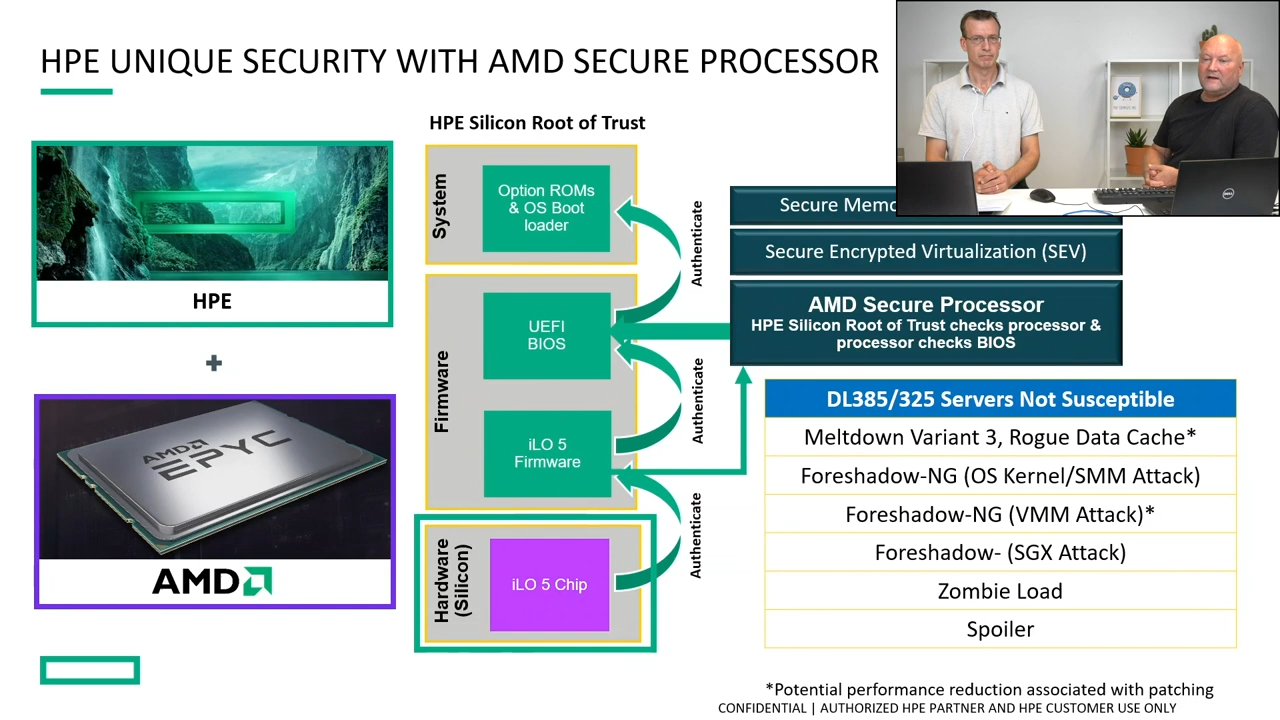 HPE UNIQUE SECURITY WITH AMD SECURE PROCESSOR
HPE
+
AMD
EPYC
AMD
HPE Silicon Root of Trust
System
Option ROMs
& OS Boot
loader
Authenticate
Firmware
UEFI
BIOS
Authenticate
iLO 5
Firmware
Authenticate
Hardware
(Silicon)
iLO 5 Chip
Secure
Secure Encrypted Virtualization (SEV)
AMD Secure Processor
HPE Silicon Root of Trust checks processor &
processor checks BIOS
DL385/325 Servers Not Susceptible
Meltdown Variant 3, Rogue Data Cache*
Foreshadow-NG (OS Kernel/SMM Attack)
Foreshadow-NG (VMM Attack)*
Foreshadow- (SGX Attack)
Zombie Load
Spoiler
*Potential performance reduction associated with patching
CONFIDENTIAL | AUTHORIZED HPE PARTNER AND HPE CUSTOMER USE ONLY
DELL